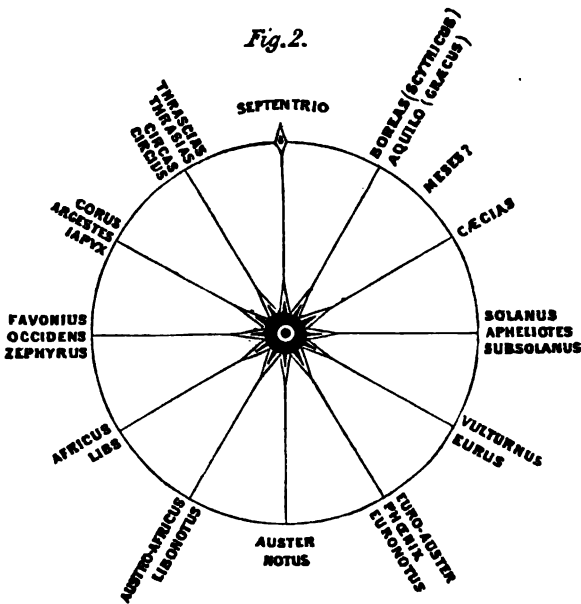 Fig. 2.
SEPTENTRIO
BOREAS (SCYTHICUS)
AQUILO (GRÆCUS)
MESES?
CÆCIAS
SOLANUS
APHELIOTES
SUBSOLANUS
VULTURNUS
EURUS
EURO-AUSTER
PHŒNIX
EURONOTUS
AUSTER
NOTUS
AUSTRO-AFRICUS
LIBONOTUS
AFRICUS
LIBS
FAVONIUS
OCCIDENS
ZEPHYRUS
CORUS
ARGESTES
IAPYX
THRASCIAS
THRASIAS
CIRCAS
CIRCIUS